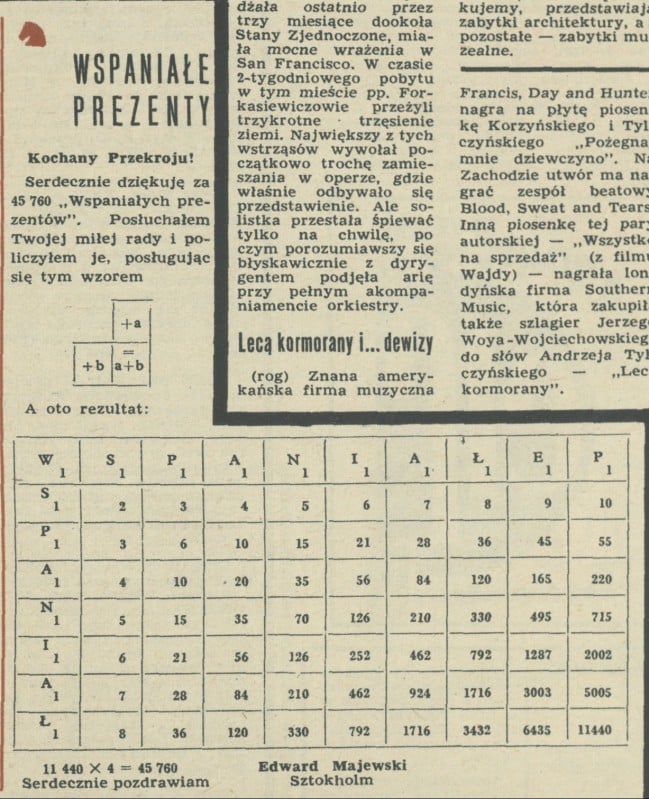 WSPANIAŁE
PREZENTY
Kochany Przekroju!
Serdecznie dziękuję za
45 760 „Wspaniałych pre-
zentów”. Posłuchałem
Twojej miłej rady i po-
liczyłem je, posługując
się tym wzorem
+a
=
+b a+b
A oto rezultat:
działa ostatnio przez
trzy miesiące dookoła
Stany Zjednoczone, mia-
ła mocne wrażenia w
San Francisco. W czasie
2-tygodniowego pobytu
w tym mieście pp. For-
kasiewiczowie przeżyli
trzykrotne trzęsienie
ziemi. Największy z tych
wstrząsów wywołał po-
czątkowo trochę zamie-
szania w operze, gdzie
właśnie odbywało się
przedstawienie. Ale so-
listka przestała śpiewać
tylko na chwilę, po
czym porozumiawszy się
błyskawicznie z dyry-
gentem podjęła arię
przy pełnym akompa-
niamencie orkiestry.
Lecą kormorany i... dewizy
(rog) Znana amery-
kańska firma muzyczna
kujemy, przedstawiają
zabytki architektury, a
pozostałe — zabytki mu-
zealne.
Francis, Day and Hunter
nagra na płytę piosen-
kę Korzyńskiego i Tyl-
czyńskiego „Pożegnaj
mnie dziewczyno”. Na
Zachodzie utwór ma na-
grać zespół beatowy
Blood, Sweat and Tears.
Inną piosenkę tej pary
autorskiej — „Wszystko
na sprzedaż” (z filmu
Wajdy) — nagrała lon-
dyńska firma Southern
Music, która zakupiła
także szlagier Jerzego
Woya-Wojciechowskiego
do słów Andrzeja Tyl-
czyńskiego — „Lecą
kormorany”.
W 1 S 1 P 1 A 1 N 1 I 1 A 1 Ł 1 E 1 P 1
S 1 2 3 4 5 6 7 8 9 10
P 1 3 6 10 15 21 28 36 45 55
A 1 4 10 20 35 56 84 120 165 220
N 1 5 15 35 70 126 210 330 495 715
I 1 6 21 56 126 252 462 792 1287 2002
A 1 7 28 84 210 462 924 1716 3003 5005
Ł 1 8 36 120 330 792 1716 3432 6435 11440
11 440 × 4 = 45 760
Serdecznie pozdrawiam
Edward Majewski
Sztokholm